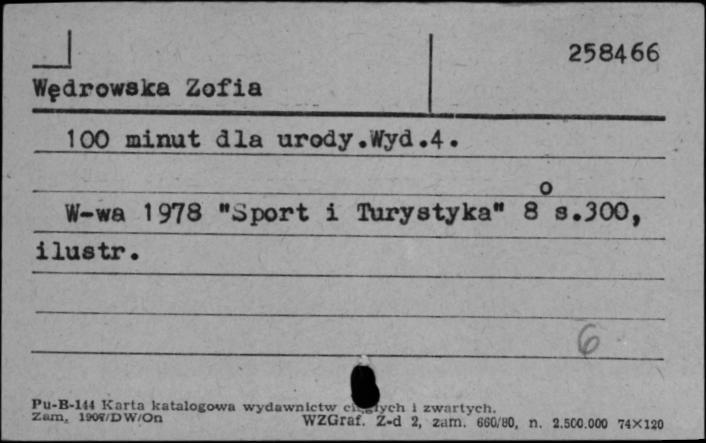 258466
Wędrowska Zofia
100 minut dla urody.Wyd.4.
W-wa 1978 "Sport i Turystyka" 8° s.300,
ilustr.
6
Pu-B-144 Karta katalogowa wydawnictw ciągłych i zwartych.
Zam. /DW/On WZGraf. Z-d 2, zam. 660/80, n. 2.500.000 74×120